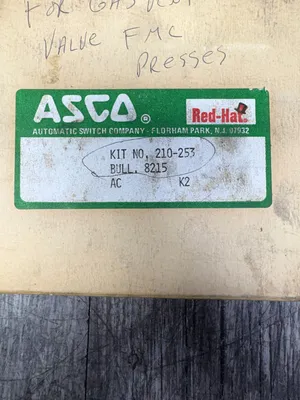 FOR GAS VENT
VALVE FMC
PRESSES
ASCO ®
Red-Hat
AUTOMATIC SWITCH COMPANY - FLORHAM PARK, N.J. 07932
KIT NO. 210-253
BULL. 8215
AC K2